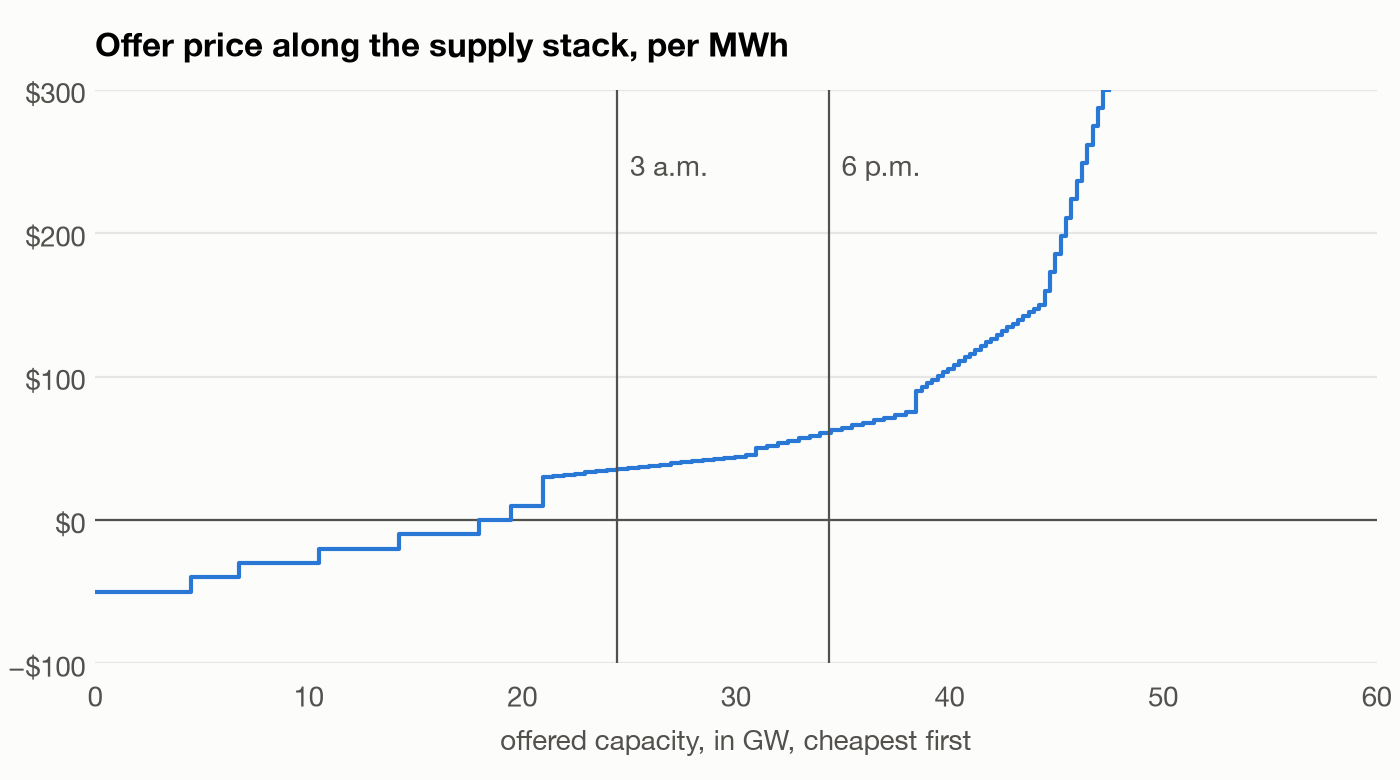 Offer price along the supply stack, per MWh
$300
3 a.m.
6 p.m.
$200
$100
$0
−$100
0 10 20 30 40 50 60
offered capacity, in GW, cheapest first